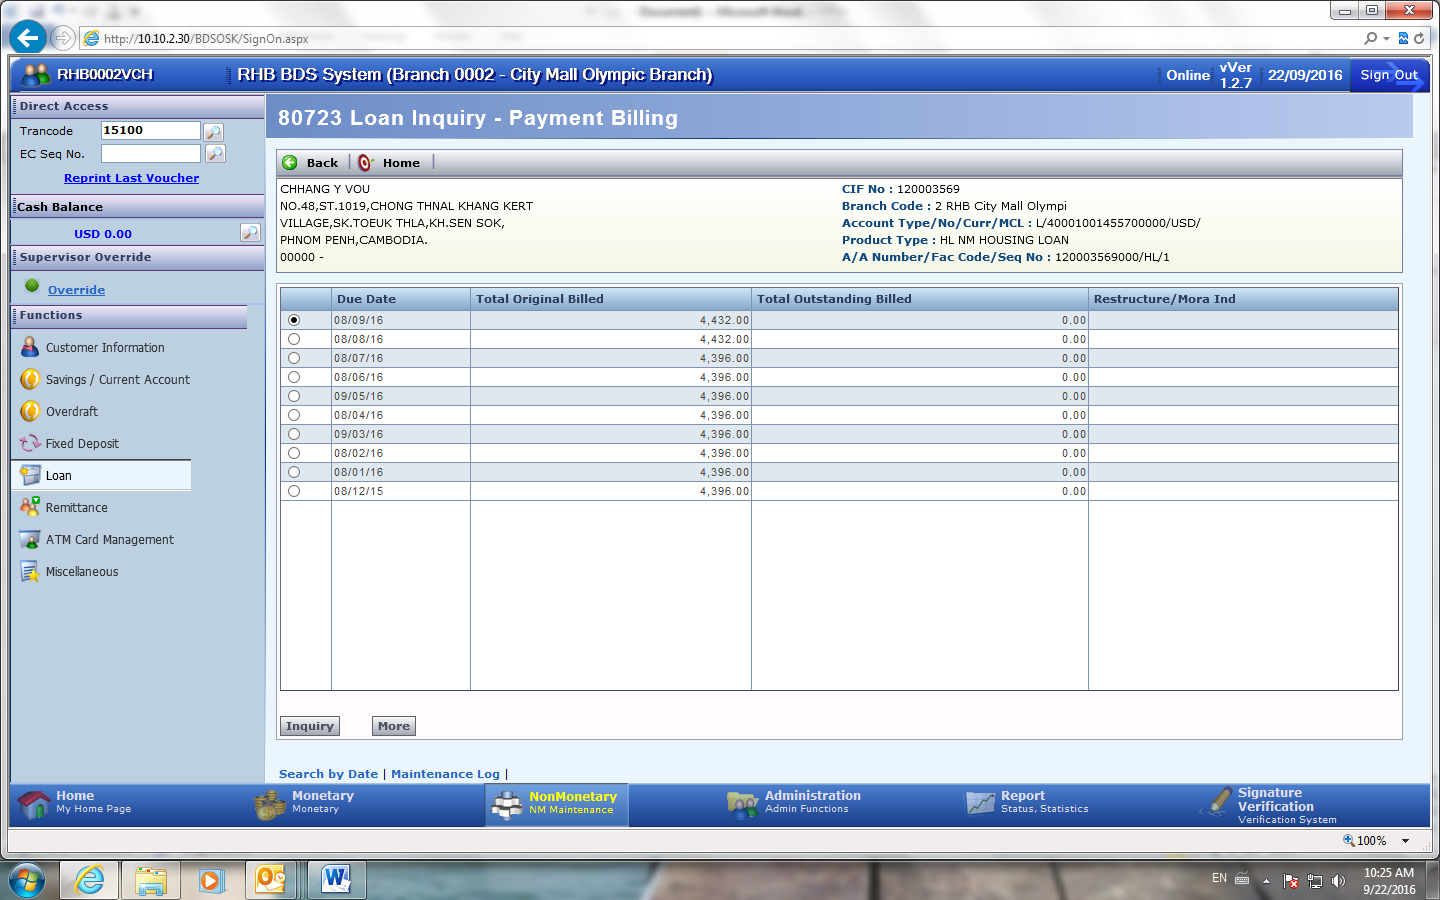 http://10.10.2.30/BDSOSK/SignOn.aspx
RHB0002VCH
RHB BDS System (Branch 0002 - City Mall Olympic Branch)
Online
vVer 1.2.7
22/09/2016
Sign Out
Direct Access
Trancode 15100
EC Seq No.
Reprint Last Voucher
Cash Balance
USD 0.00
Supervisor Override
Override
Functions
Customer Information
Savings / Current Account
Overdraft
Fixed Deposit
Loan
Remittance
ATM Card Management
Miscellaneous
80723 Loan Inquiry - Payment Billing
Back | Home |
CHHANG Y VOU
NO.48,ST.1019,CHONG THNAL KHANG KERT
VILLAGE,SK.TOEUK THLA,KH.SEN SOK,
PHNOM PENH,CAMBODIA.
00000 -
CIF No : 120003569
Branch Code : 2 RHB City Mall Olympi
Account Type/No/Curr/MCL : L/40001001455700000/USD/
Product Type : HL NM HOUSING LOAN
A/A Number/Fac Code/Seq No : 120003569000/HL/1
Due Date Total Original Billed Total Outstanding Billed Restructure/Mora Ind
08/09/16 4,432.00 0.00
08/08/16 4,432.00 0.00
08/07/16 4,396.00 0.00
08/06/16 4,396.00 0.00
09/05/16 4,396.00 0.00
08/04/16 4,396.00 0.00
09/03/16 4,396.00 0.00
08/02/16 4,396.00 0.00
08/01/16 4,396.00 0.00
08/12/15 4,396.00 0.00
Inquiry More
Search by Date | Maintenance Log |
Home
My Home Page
Monetary
Monetary
NonMonetary
NM Maintenance
Administration
Admin Functions
Report
Status, Statistics
Signature
Verification
Verification System
100%
EN
10:25 AM
9/22/2016